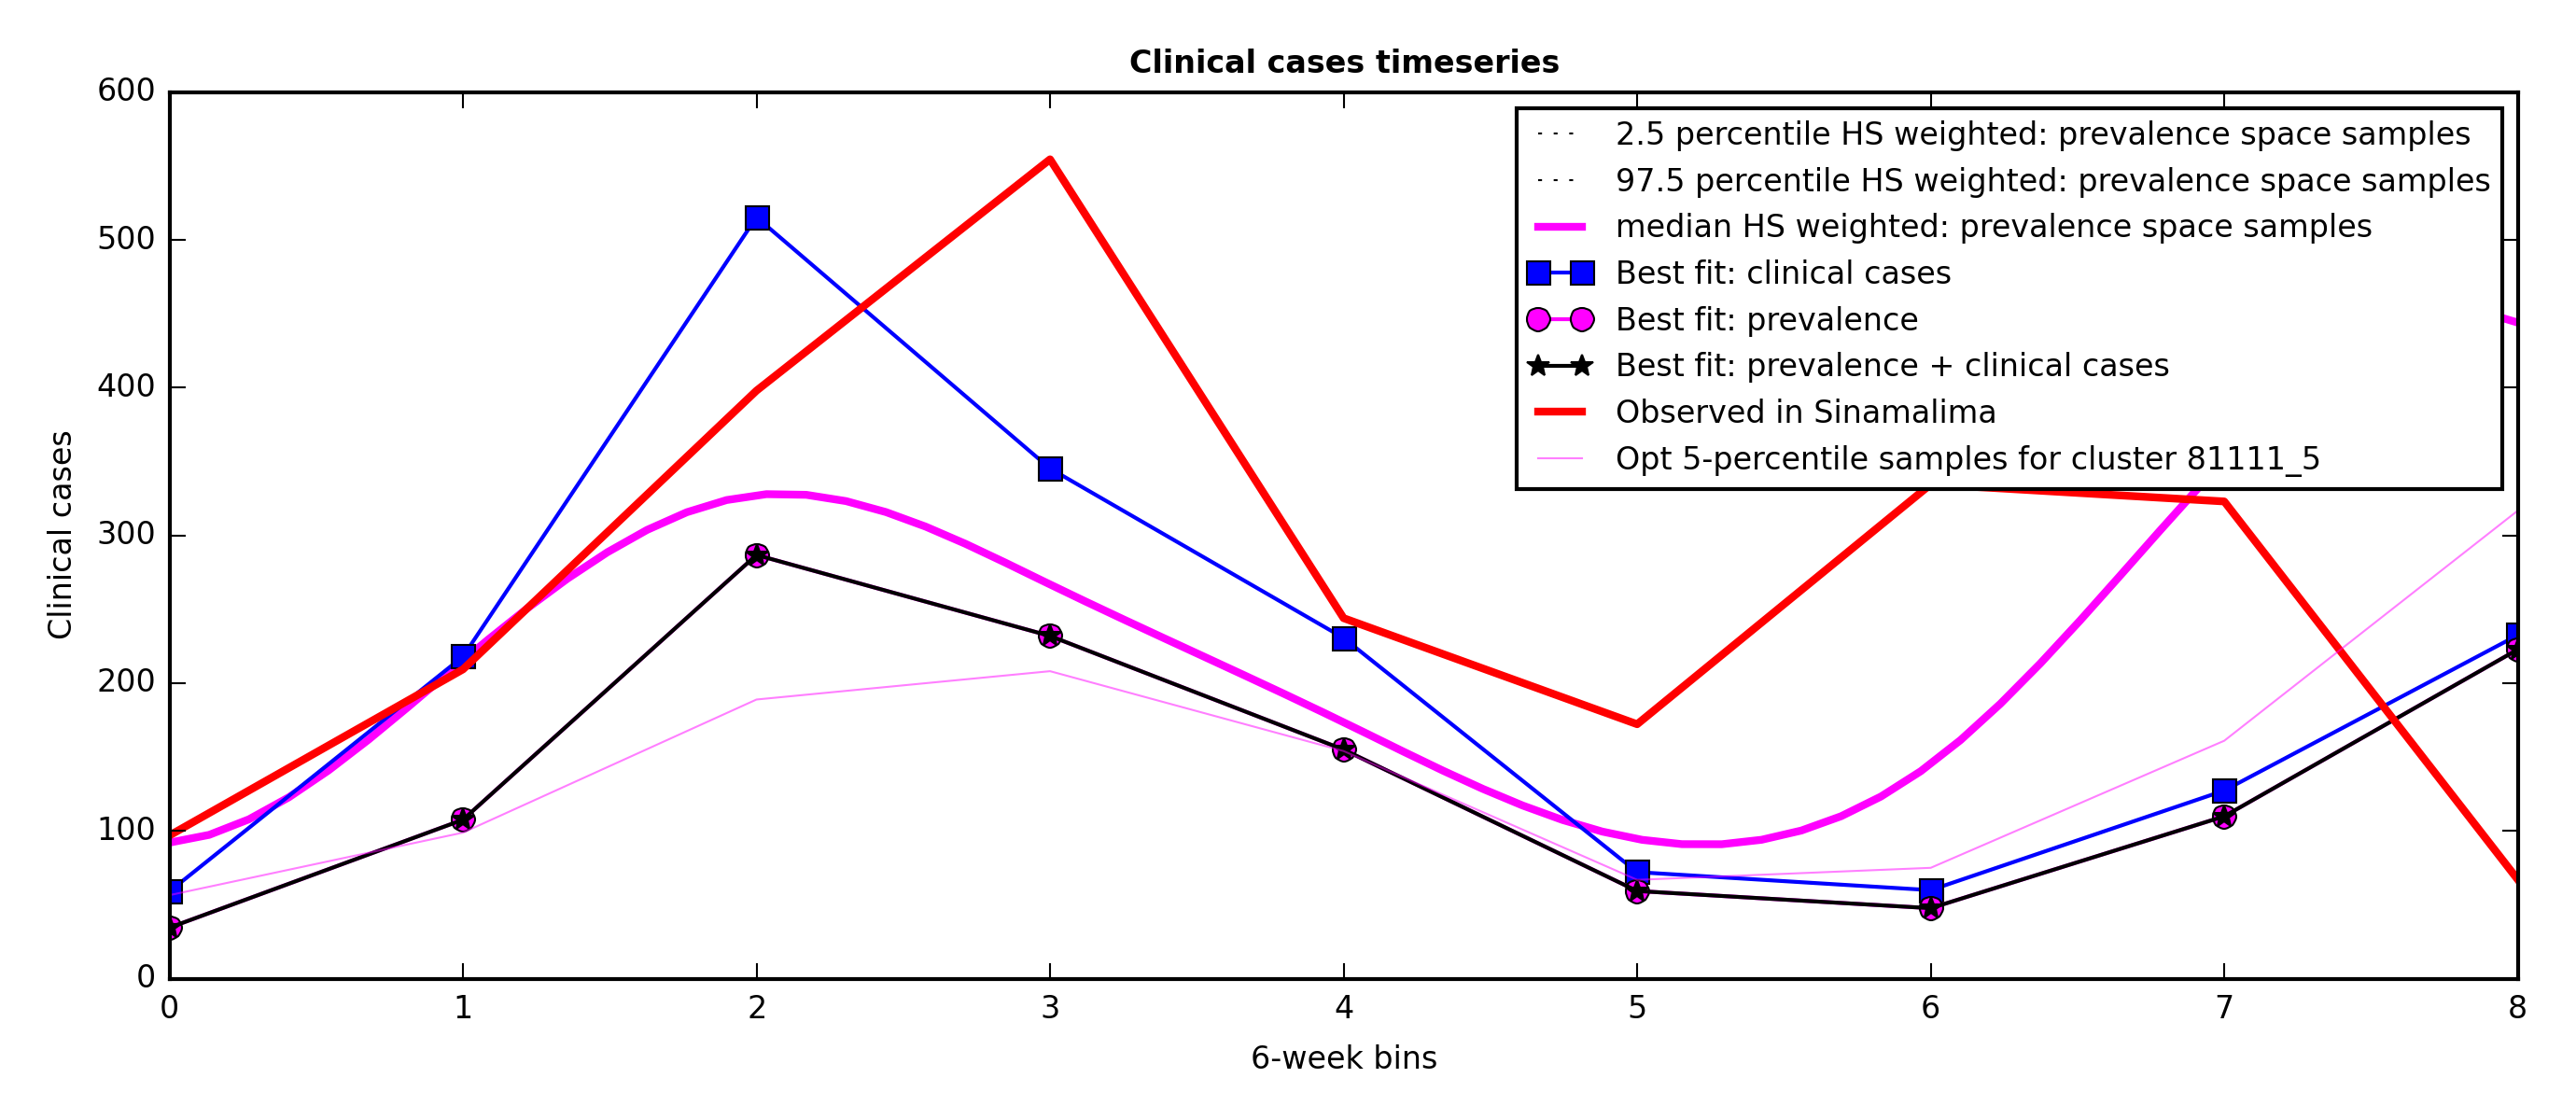 Clinical cases timeseries
600
500
400
300
200
100
0
Clinical cases
2.5 percentile HS weighted: prevalence space samples
97.5 percentile HS weighted: prevalence space samples
median HS weighted: prevalence space samples
Best fit: clinical cases
Best fit: prevalence
Best fit: prevalence + clinical cases
Observed in Sinamalima
Opt 5-percentile samples for cluster 81111_5
0 1 2 3 4 5 6 7 8
6-week bins